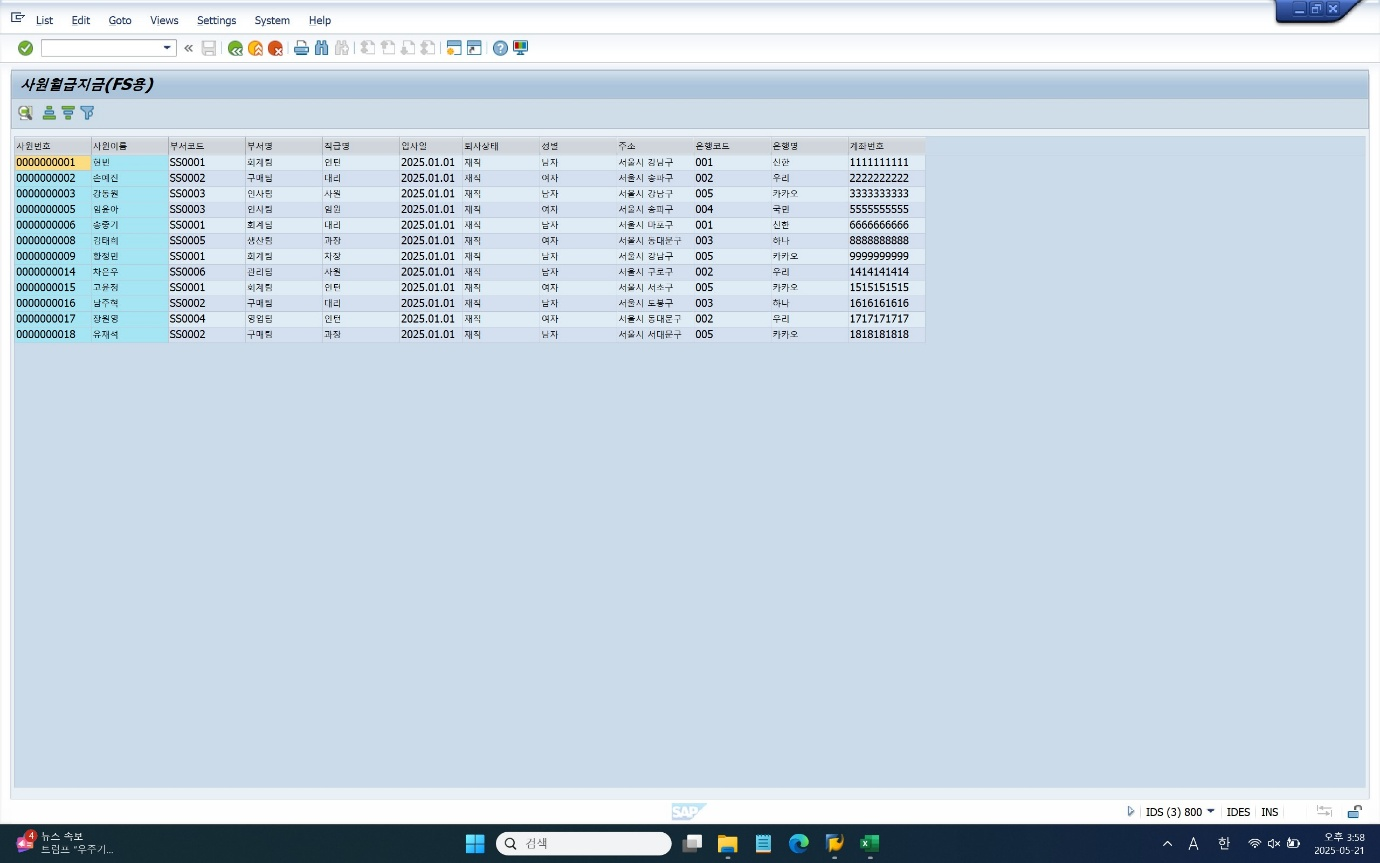 List Edit Goto Views Settings System Help
사원월급지급(FS용)
사원번호 사원이름 부서코드 부서명 직급명 입사일 퇴사상태 성별 주소 은행코드 은행명 계좌번호
0000000001 현빈 SS0001 회계팀 인턴 2025.01.01 재직 남자 서울시 강남구 001 신한 1111111111
0000000002 손예진 SS0002 구매팀 대리 2025.01.01 재직 여자 서울시 송파구 002 우리 2222222222
0000000003 강동원 SS0003 인사팀 사원 2025.01.01 재직 남자 서울시 강남구 005 카카오 3333333333
0000000005 임윤아 SS0003 인사팀 임원 2025.01.01 재직 여자 서울시 송파구 004 국민 5555555555
0000000006 송중기 SS0001 회계팀 대리 2025.01.01 재직 남자 서울시 마포구 001 신한 6666666666
0000000008 김태희 SS0005 생산팀 과장 2025.01.01 재직 여자 서울시 동대문구 003 하나 8888888888
0000000009 황정민 SS0001 회계팀 차장 2025.01.01 재직 남자 서울시 강남구 005 카카오 9999999999
0000000014 차은우 SS0006 관리팀 사원 2025.01.01 재직 남자 서울시 구로구 002 우리 1414141414
0000000015 고윤정 SS0001 회계팀 인턴 2025.01.01 재직 여자 서울시 서초구 005 카카오 1515151515
0000000016 남주혁 SS0002 구매팀 대리 2025.01.01 재직 남자 서울시 도봉구 003 하나 1616161616
0000000017 장원영 SS0004 영업팀 인턴 2025.01.01 재직 여자 서울시 동대문구 002 우리 1717171717
0000000018 유재석 SS0002 구매팀 과장 2025.01.01 재직 남자 서울시 서대문구 005 카카오 1818181818
SAP
IDS (3) 800 IDES INS
4 뉴스 속보
트럼프 "우주기...
검색
A 한
오후 3:58
2025-05-21